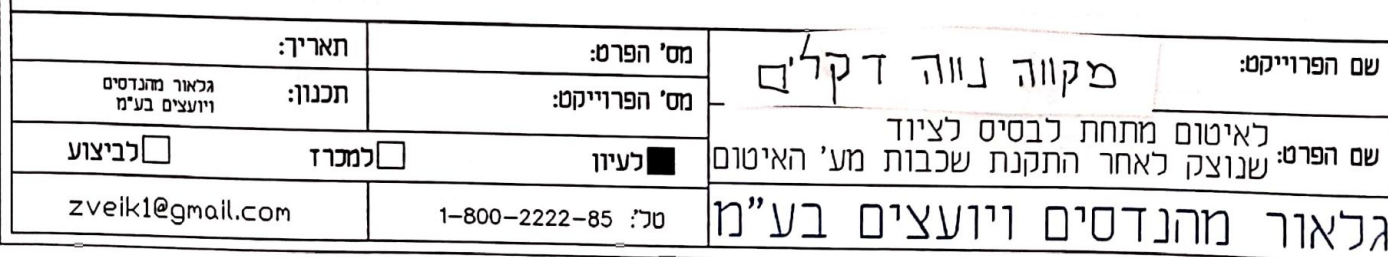 שם הפרוייקט: מקווה נווה דקלים
מס' הפרט:
תאריך:
מס' הפרוייקט:
תכנון: גלאור מהנדסים
ויועצים בע"מ
שם הפרט: לאיטום מתחת לבסיס לציוד
שנוצק לאחר התקנת שכבות מע' האיטום
לעיון
למכרז
לביצוע
גלאור מהנדסים ויועצים בע"מ
טל': 1-800-2222-85
zveik1@gmail.com